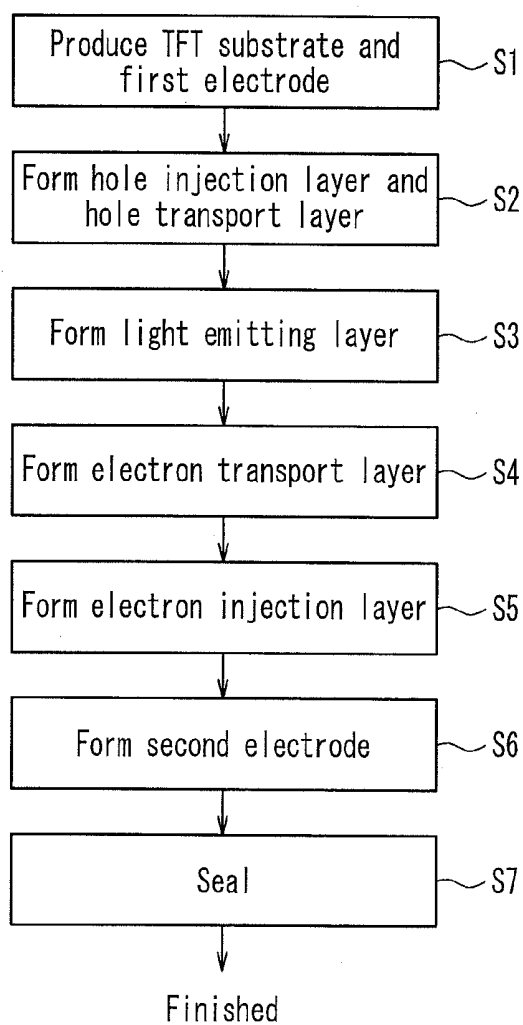 Produce TFT substrate and
first electrode
S1
Form hole injection layer and
hole transport layer
S2
Form light emitting layer
S3
Form electron transport layer
S4
Form electron injection layer
S5
Form second electrode
S6
Seal
S7
Finished